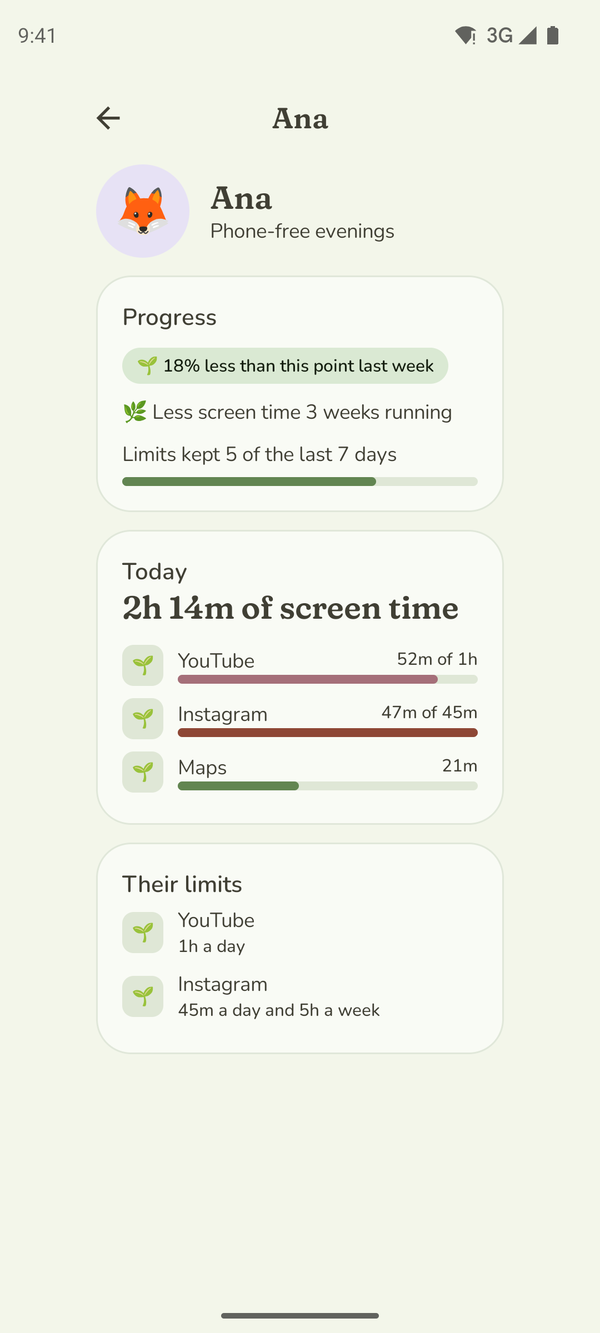 9:41
3G
Ana
Ana
Phone-free evenings
Progress
🌱 18% less than this point last week
🌿 Less screen time 3 weeks running
Limits kept 5 of the last 7 days
Today
2h 14m of screen time
YouTube 52m of 1h
Instagram 47m of 45m
Maps 21m
Their limits
YouTube
1h a day
Instagram
45m a day and 5h a week